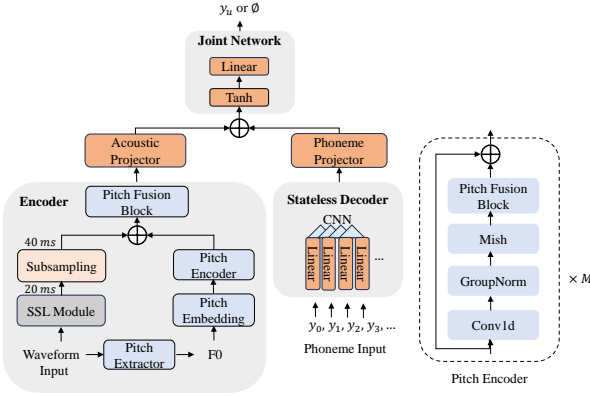 y_u or ∅
Joint Network
Linear
Tanh
Acoustic
Projector
Phoneme
Projector
Encoder
Pitch Fusion
Block
40 ms
Subsampling
20 ms
SSL Module
Pitch
Encoder
Pitch
Embedding
Waveform
Input
Pitch
Extractor
F0
Stateless Decoder
CNN
Linear
Linear
Linear
Linear
...
y_0, y_1, y_2, y_3, ...
Phoneme Input
Pitch Fusion
Block
Mish
GroupNorm
Conv1d
× M
Pitch Encoder